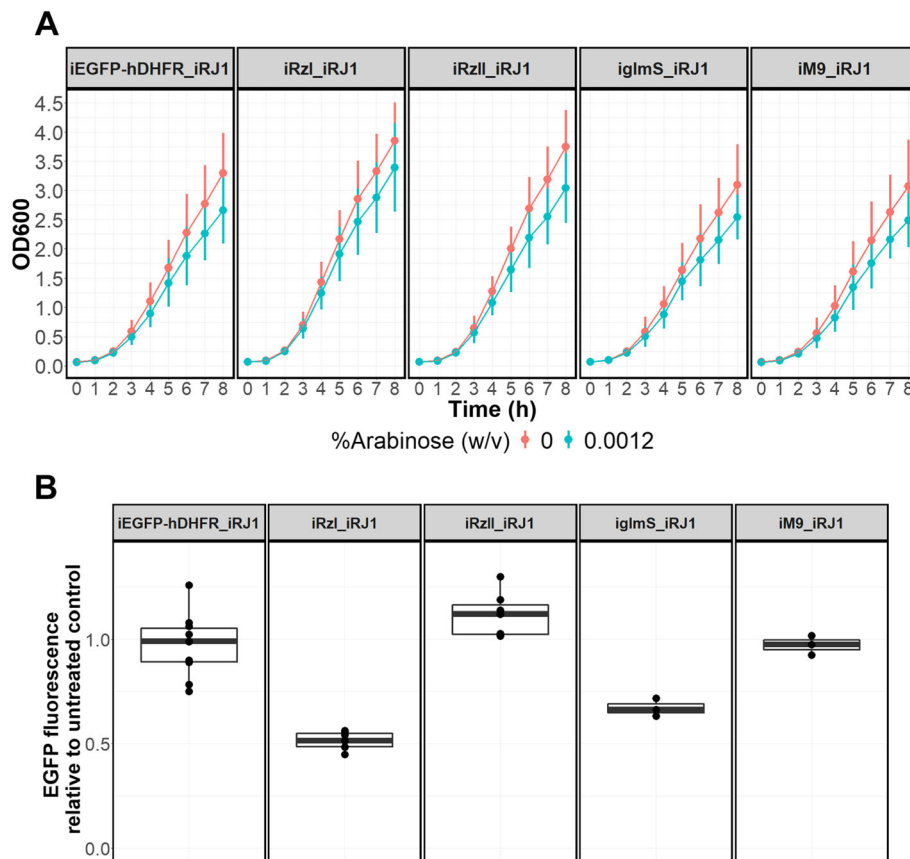 A
iEGFP-hDHFR_iRJ1 iRzI_iRJ1 iRzII_iRJ1 iglmS_iRJ1 iM9_iRJ1
4.5
4.0
3.5
3.0
2.5
2.0
1.5
1.0
0.5
0.0
OD600
0 1 2 3 4 5 6 7 8 0 1 2 3 4 5 6 7 8 0 1 2 3 4 5 6 7 8 0 1 2 3 4 5 6 7 8 0 1 2 3 4 5 6 7 8
Time (h)
%Arabinose (w/v) 0 0.0012
B
iEGFP-hDHFR_iRJ1 iRzI_iRJ1 iRzII_iRJ1 iglmS_iRJ1 iM9_iRJ1
1.0
0.5
0.0
EGFP fluorescence
relative to untreated control